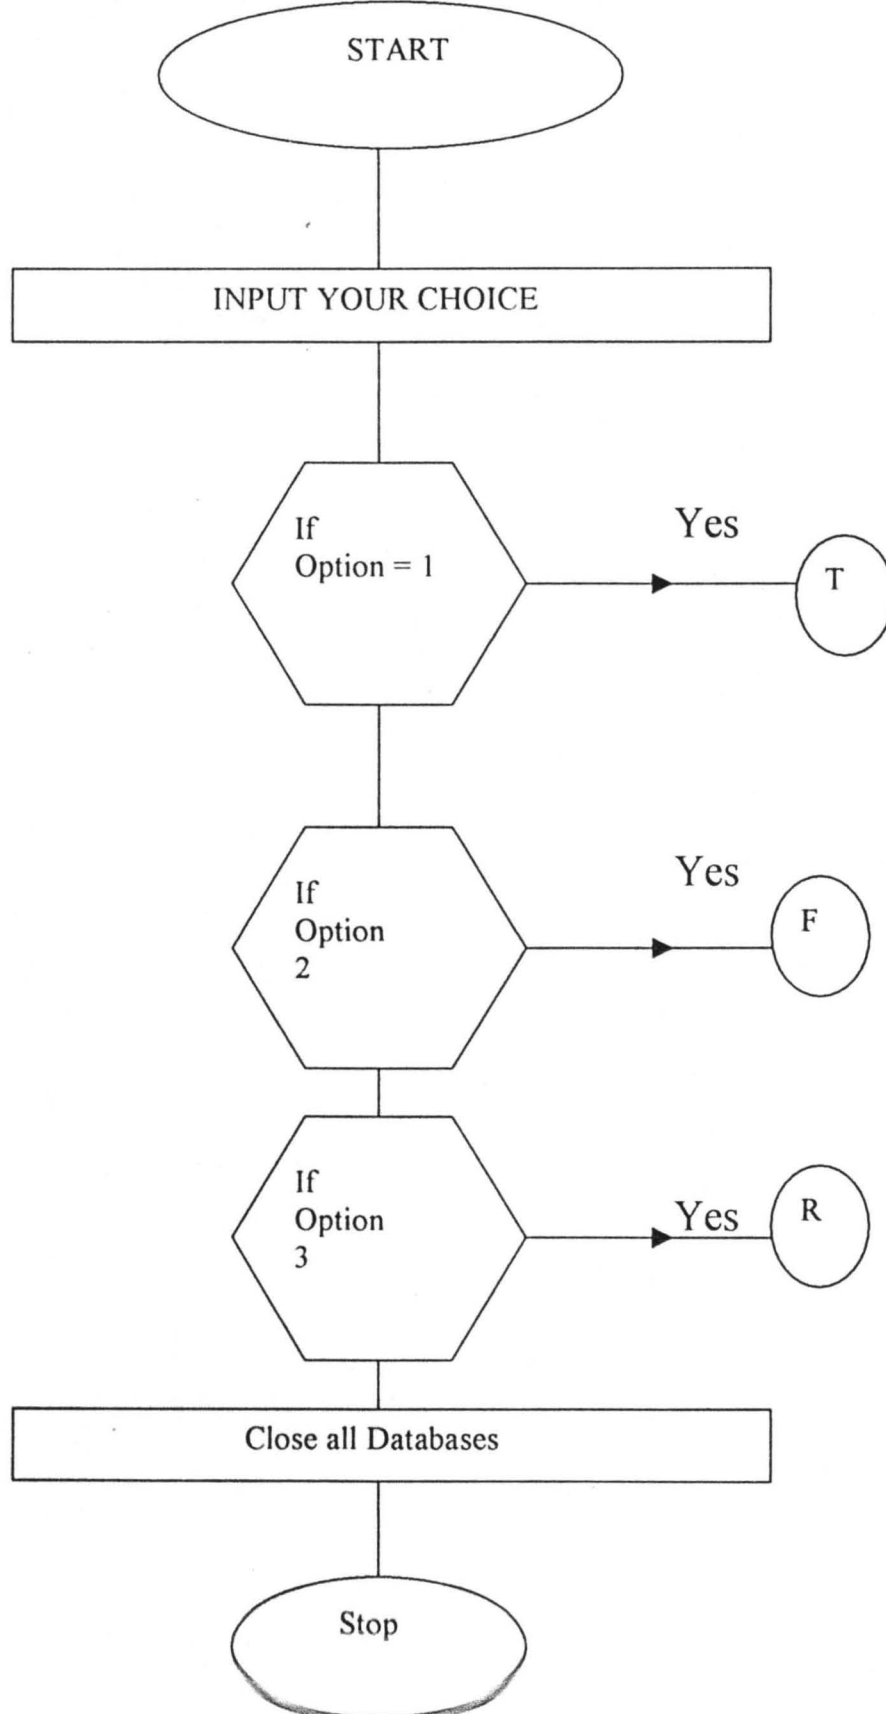 START
INPUT YOUR CHOICE
If
Option = 1
Yes
T
If
Option
2
Yes
F
If
Option
3
Yes
R
Close all Databases
Stop